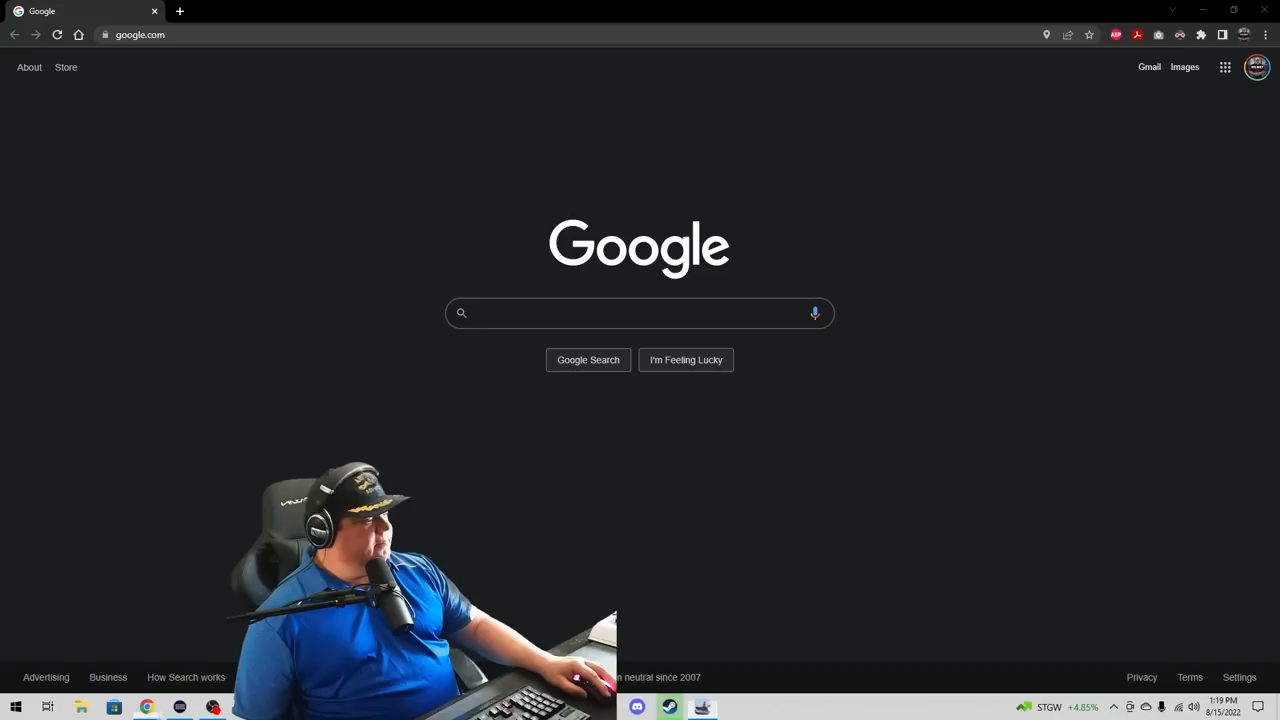 Google
google.com
About Store
Gmail Images
Google
Google Search I'm Feeling Lucky
Advertising Business How Search works
n neutral since 2007
Privacy Terms Settings
STGW +4.85%
1:19 PM
8/15/2022